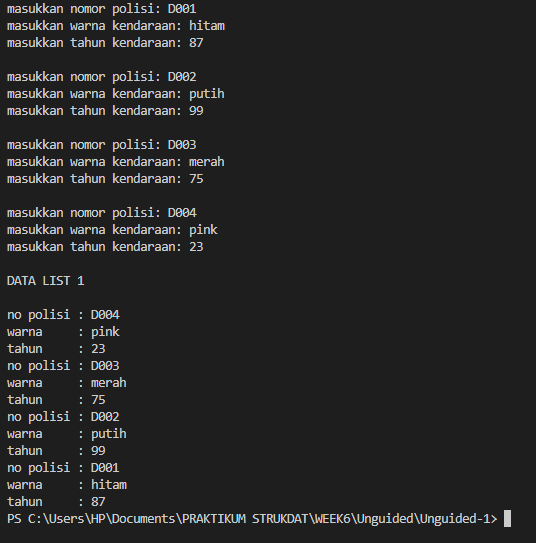 masukkan nomor polisi: D001
masukkan warna kendaraan: hitam
masukkan tahun kendaraan: 87
masukkan nomor polisi: D002
masukkan warna kendaraan: putih
masukkan tahun kendaraan: 99
masukkan nomor polisi: D003
masukkan warna kendaraan: merah
masukkan tahun kendaraan: 75
masukkan nomor polisi: D004
masukkan warna kendaraan: pink
masukkan tahun kendaraan: 23
DATA LIST 1
no polisi : D004
warna     : pink
tahun     : 23
no polisi : D003
warna     : merah
tahun     : 75
no polisi : D002
warna     : putih
tahun     : 99
no polisi : D001
warna     : hitam
tahun     : 87
PS C:\Users\HP\Documents\PRAKTIKUM STRUKDAT\WEEK6\Unguided\Unguided-1>